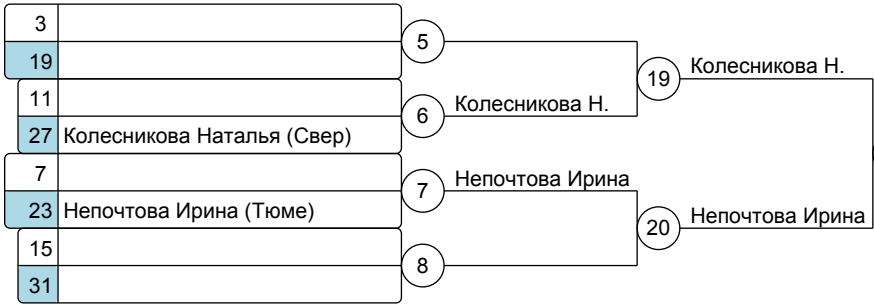 3
5
19
Колесникова Н.
19
11
Колесникова Н.
6
27 Колесникова Наталья (Свер)
7
Непочтова Ирина
7
23 Непочтова Ирина (Тюме)
Непочтова Ирина
20
15
8
31